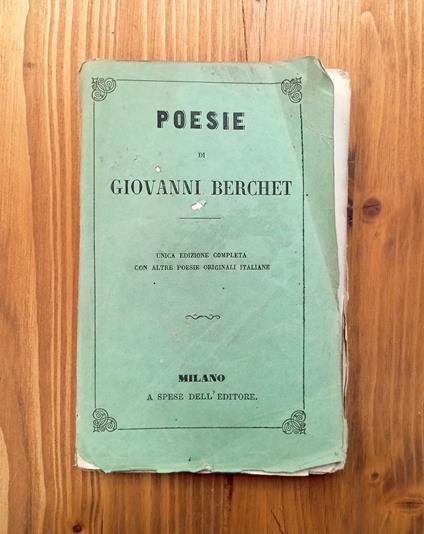 POESIE
DI
GIOVANNI BERCHET
UNICA EDIZIONE COMPLETA
CON ALTRE POESIE ORIGINALI ITALIANE
MILANO
A SPESE DELL'EDITORE.